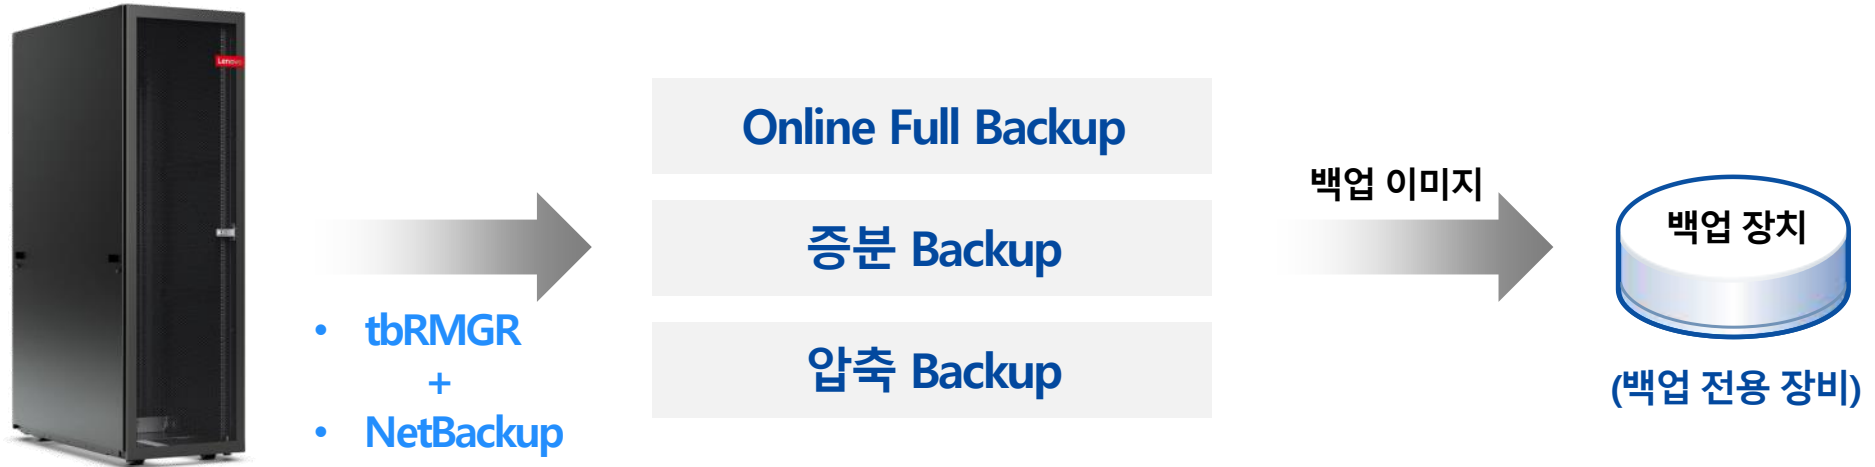 Lenovo
• tbRMGR
+
• NetBackup
Online Full Backup
증분 Backup
압축 Backup
백업 이미지
백업 장치
(백업 전용 장비)